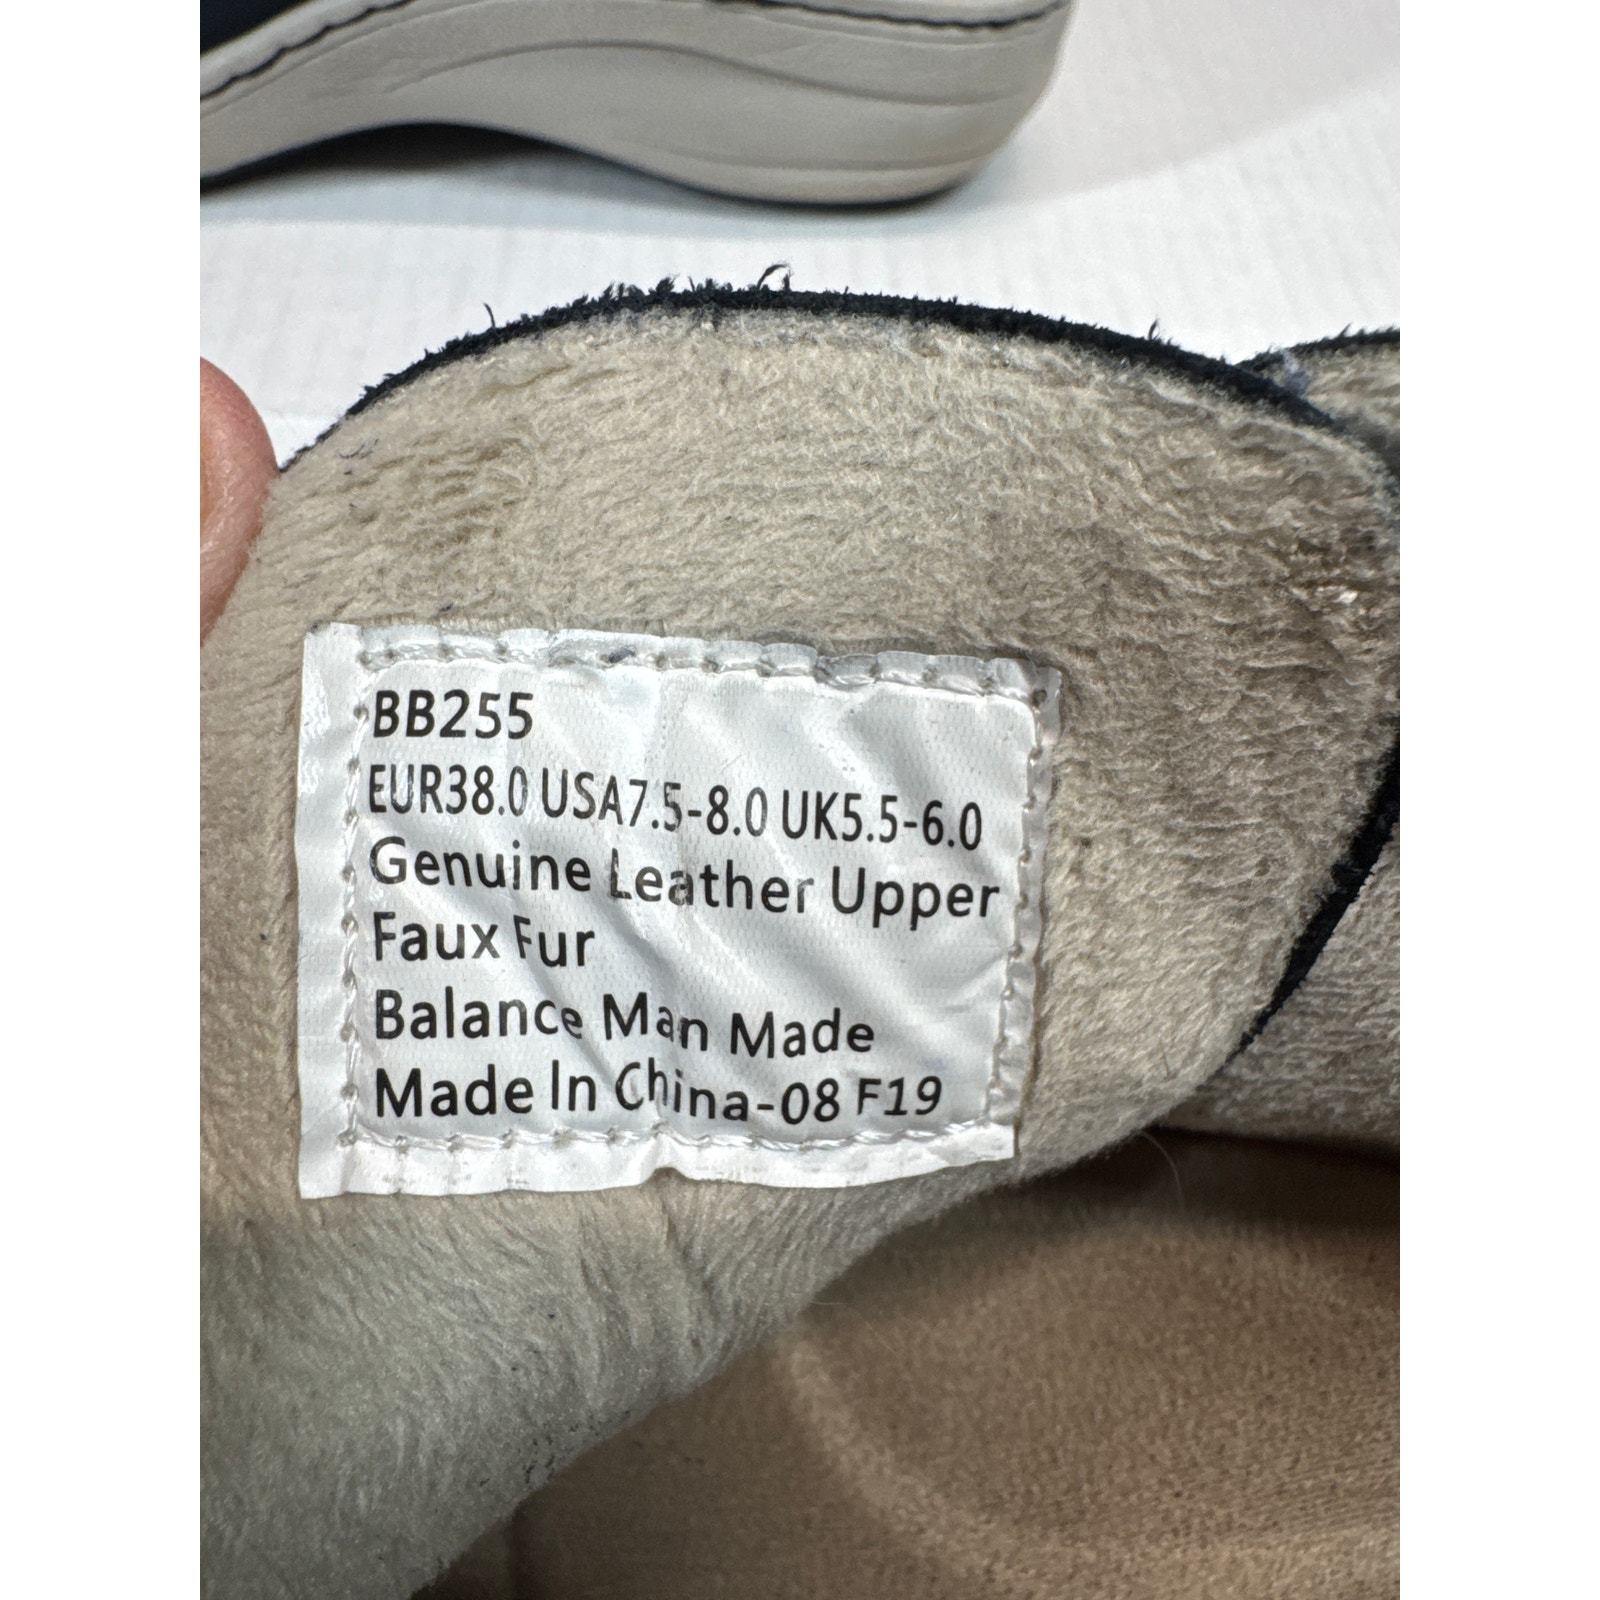 BB255
EUR38.0 USA7.5-8.0 UK5.5-6.0
Genuine Leather Upper
Faux Fur
Balance Man Made
Made In China-08 F19